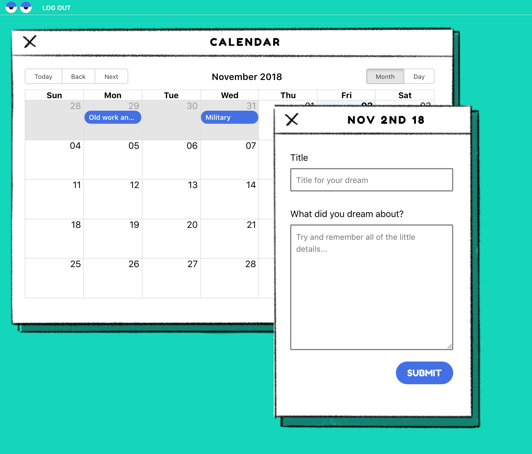 LOG OUT
CALENDAR
Today Back Next
November 2018
Month Day
Sun Mon Tue Wed Thu Fri Sat
28 29 30 31 01 02 03
Old work an... Military
04 05 06 07
11 12 13 14
18 19 20 21
25 26 27 28
NOV 2ND 18
Title
Title for your dream
What did you dream about?
Try and remember all of the little
details...
SUBMIT